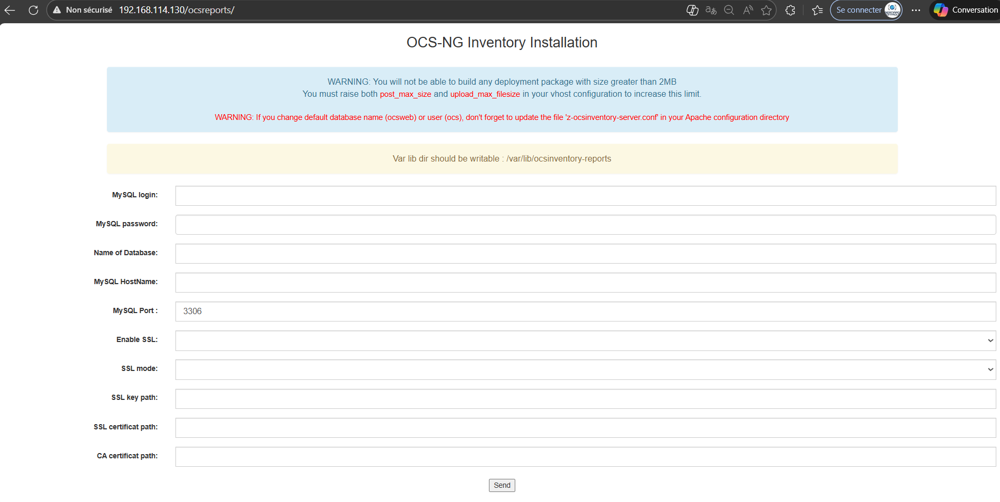 Non sécurisé 192.168.114.130/ocsreports/
Se connecter
Conversation
OCS-NG Inventory Installation
WARNING: You will not be able to build any deployment package with size greater than 2MB
You must raise both post_max_size and upload_max_filesize in your vhost configuration to increase this limit.
WARNING: If you change default database name (ocsweb) or user (ocs), don't forget to update the file 'z-ocsinventory-server.conf' in your Apache configuration directory
Var lib dir should be writable : /var/lib/ocsinventory-reports
MySQL login:
MySQL password:
Name of Database:
MySQL HostName:
MySQL Port : 3306
Enable SSL:
SSL mode:
SSL key path:
SSL certificat path:
CA certificat path:
Send